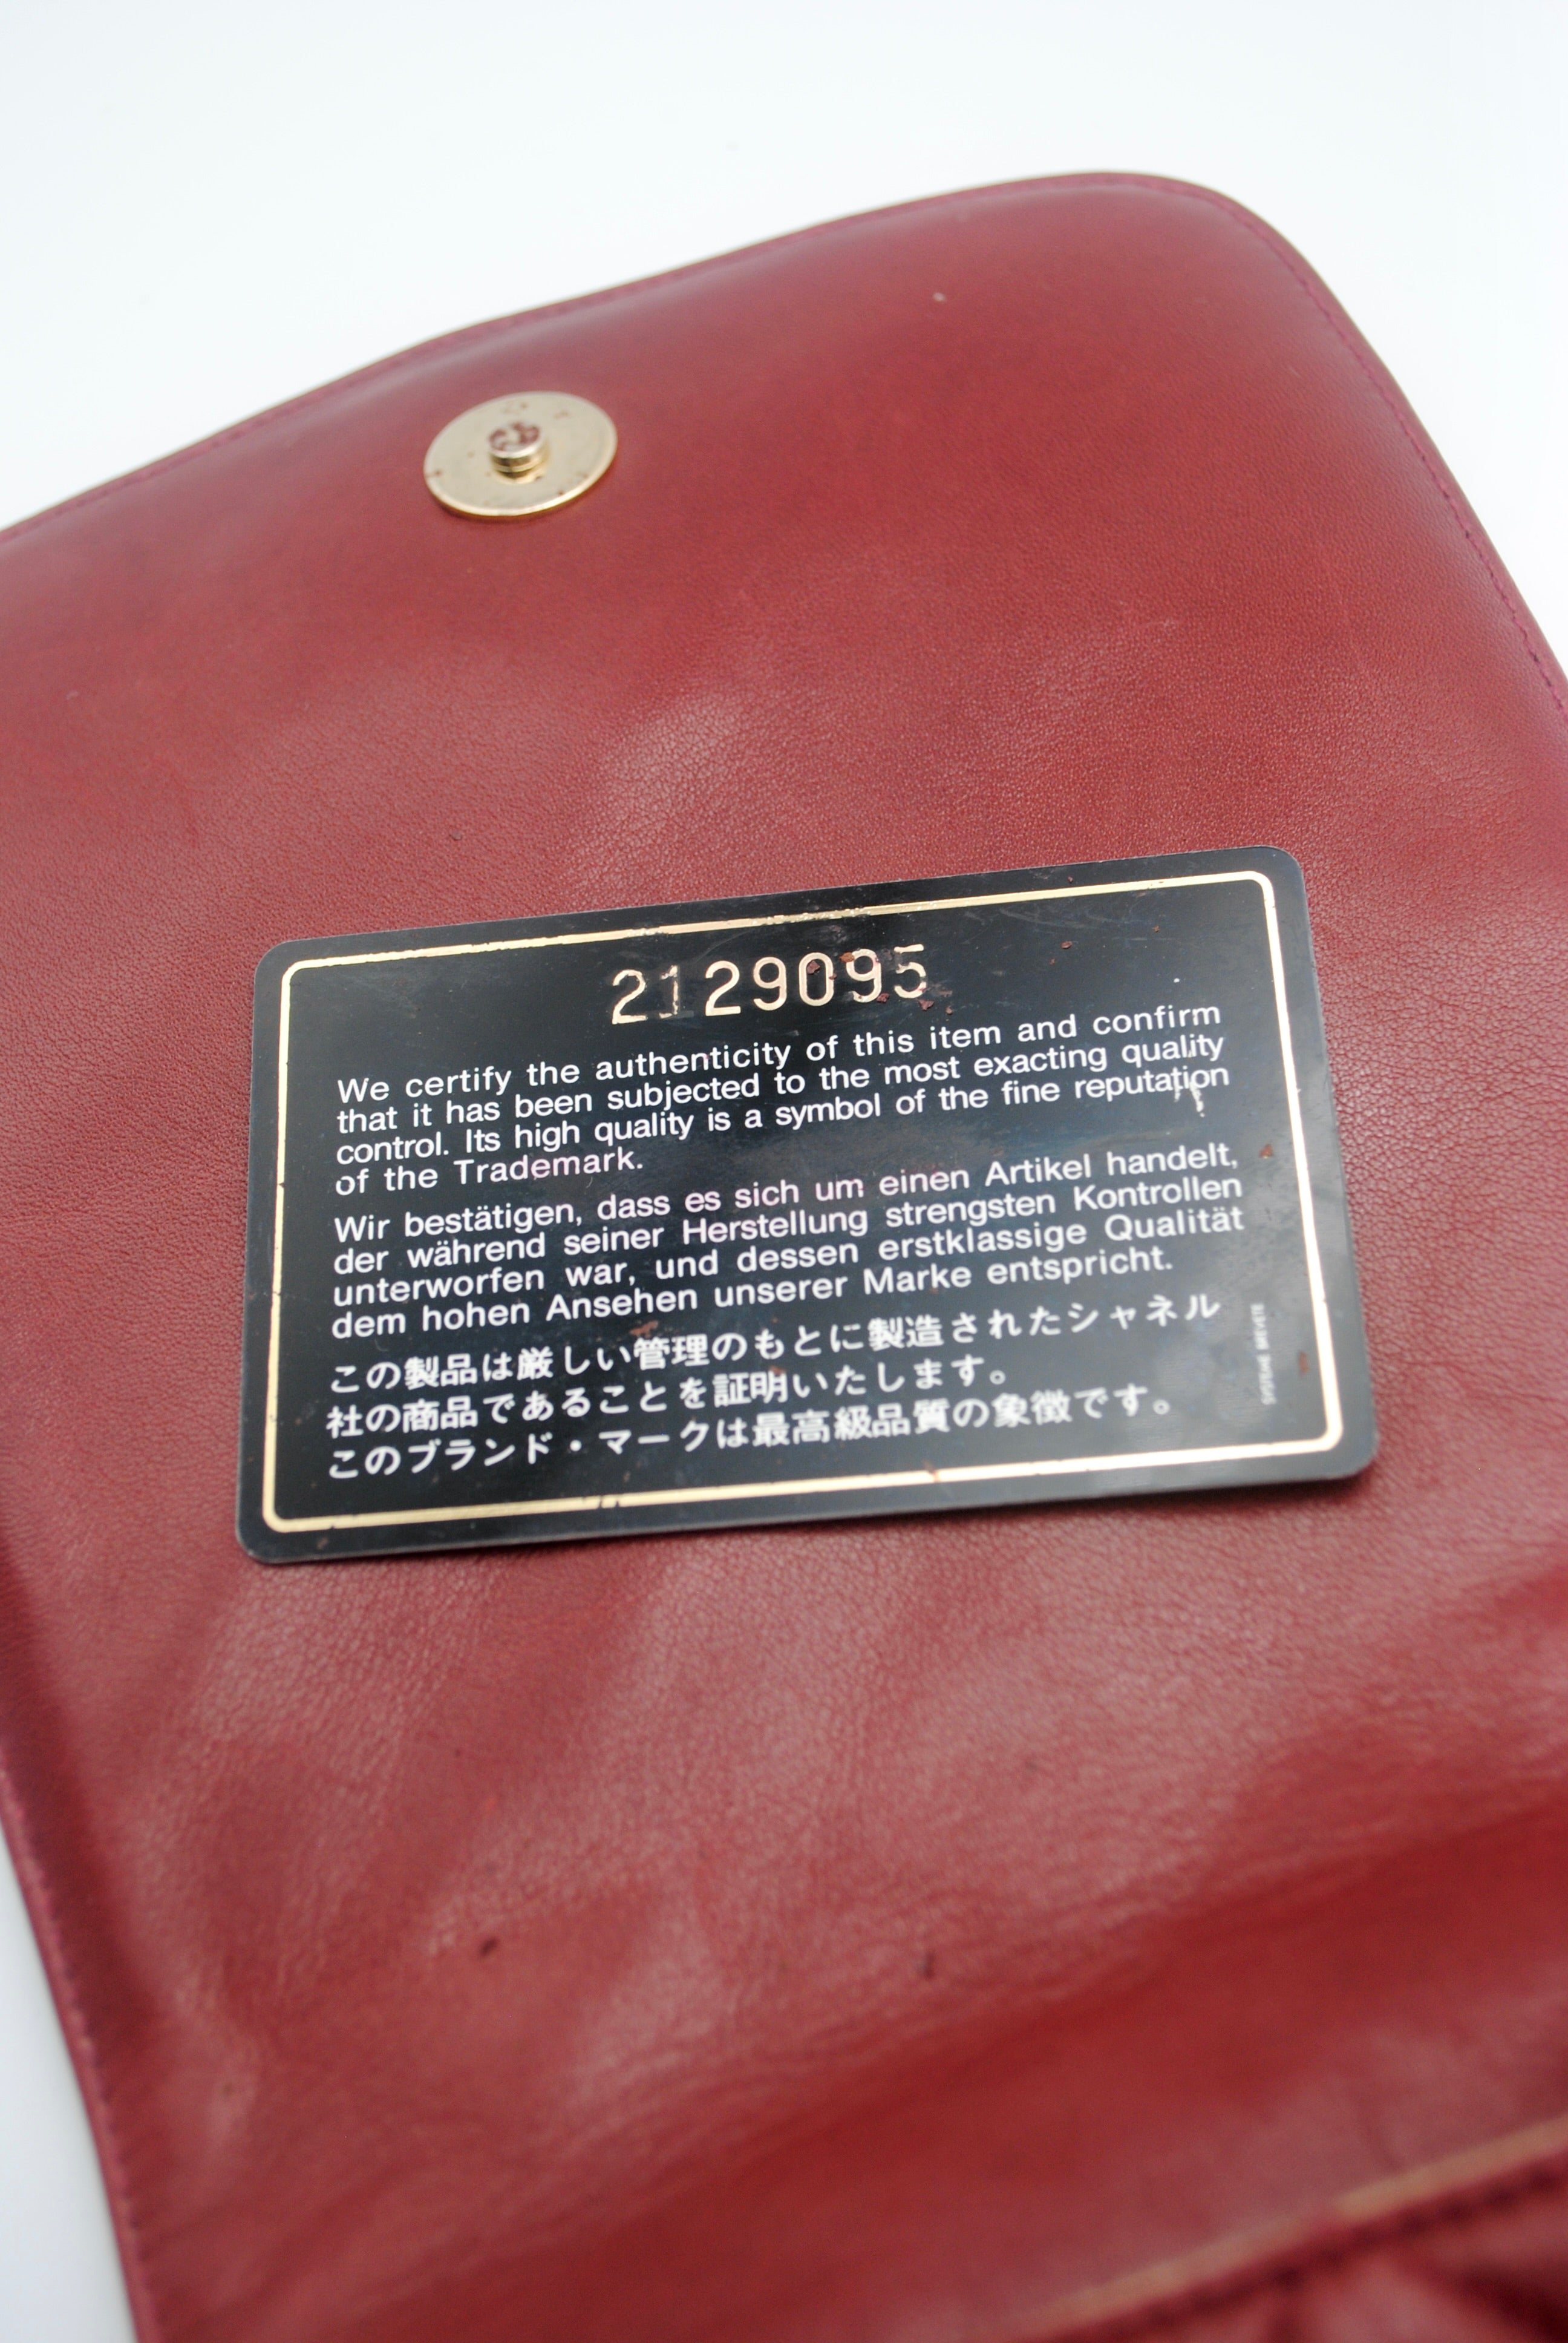 2129095
We certify the authenticity of this item and confirm
that it has been subjected to the most exacting quality
control. Its high quality is a symbol of the fine reputation
of the Trademark.
Wir bestätigen, dass es sich um einen Artikel handelt,
der während seiner Herstellung strengsten Kontrollen
unterworfen war, und dessen erstklassige Qualität
dem hohen Ansehen unserer Marke entspricht.
この製品は厳しい管理のもとに製造されたシャネル
社の商品であることを証明いたします。
このブランド・マークは最高級品質の象徴です。
SYSTEME BREVETE